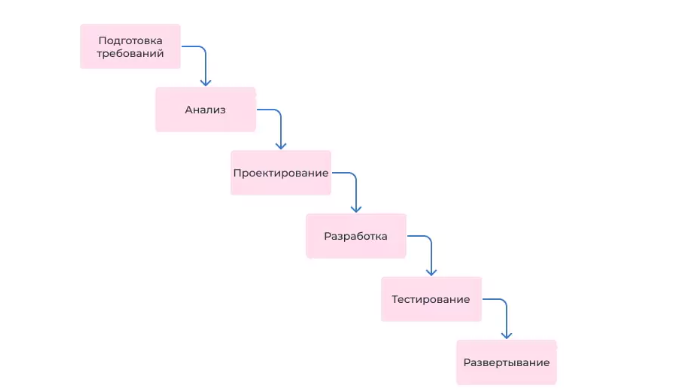 Подготовка
требований
Анализ
Проектирование
Разработка
Тестирование
Развертывание